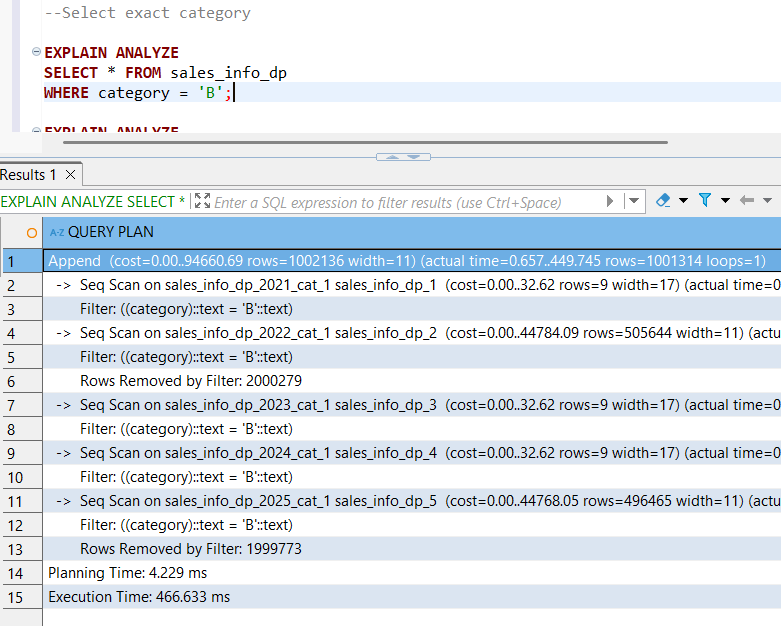 --Select exact category
EXPLAIN ANALYZE
SELECT * FROM sales_info_dp
WHERE category = 'B';
EXPLAIN ANALYZE
Results 1
EXPLAIN ANALYZE SELECT * Enter a SQL expression to filter results (use Ctrl+Space)
A-Z QUERY PLAN
1 Append (cost=0.00..94660.69 rows=1002136 width=11) (actual time=0.657..449.745 rows=1001314 loops=1)
2 -> Seq Scan on sales_info_dp_2021_cat_1 sales_info_dp_1 (cost=0.00..32.62 rows=9 width=17) (actual time=0
3 Filter: ((category)::text = 'B'::text)
4 -> Seq Scan on sales_info_dp_2022_cat_1 sales_info_dp_2 (cost=0.00..44784.09 rows=505644 width=11) (actu
5 Filter: ((category)::text = 'B'::text)
6 Rows Removed by Filter: 2000279
7 -> Seq Scan on sales_info_dp_2023_cat_1 sales_info_dp_3 (cost=0.00..32.62 rows=9 width=17) (actual time=0
8 Filter: ((category)::text = 'B'::text)
9 -> Seq Scan on sales_info_dp_2024_cat_1 sales_info_dp_4 (cost=0.00..32.62 rows=9 width=17) (actual time=0
10 Filter: ((category)::text = 'B'::text)
11 -> Seq Scan on sales_info_dp_2025_cat_1 sales_info_dp_5 (cost=0.00..44768.05 rows=496465 width=11) (actu
12 Filter: ((category)::text = 'B'::text)
13 Rows Removed by Filter: 1999773
14 Planning Time: 4.229 ms
15 Execution Time: 466.633 ms